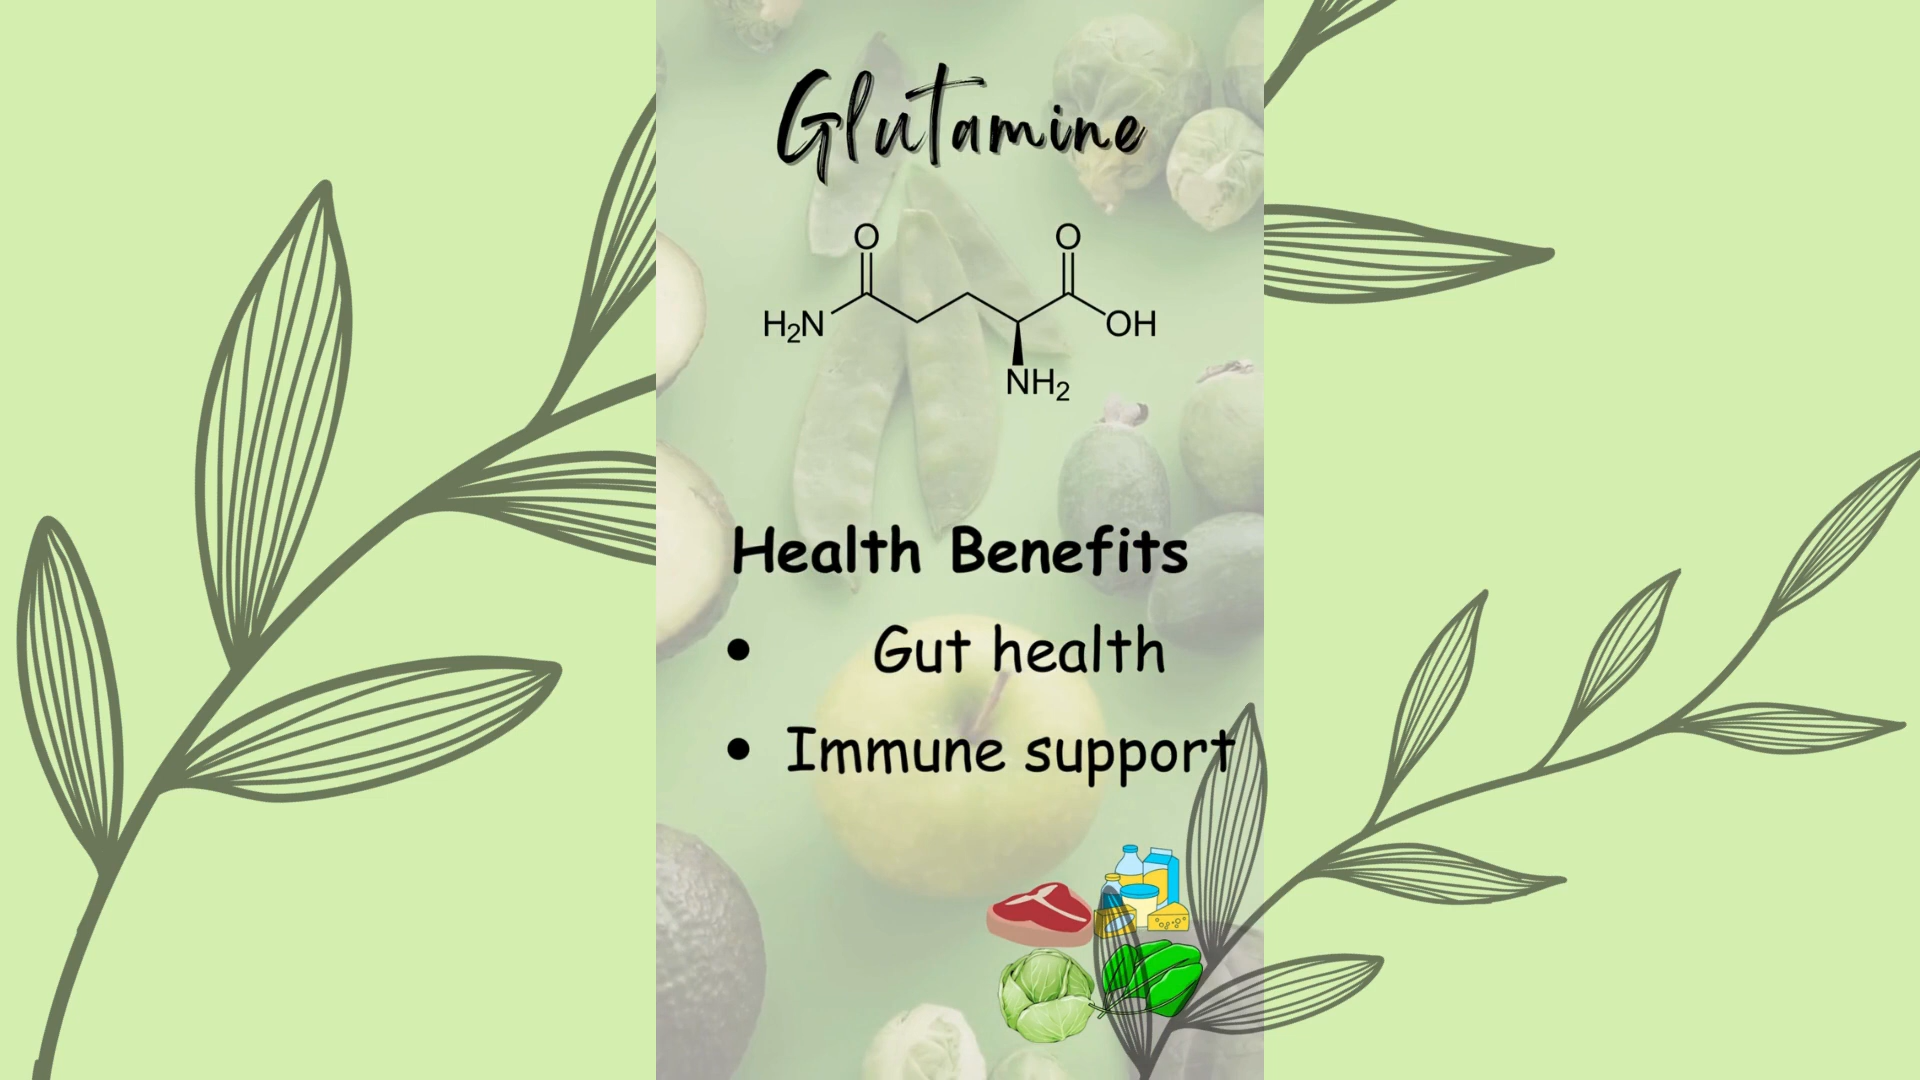 Glutamine
O O
H₂N OH
NH₂
Health Benefits
• Gut health
• Immune support